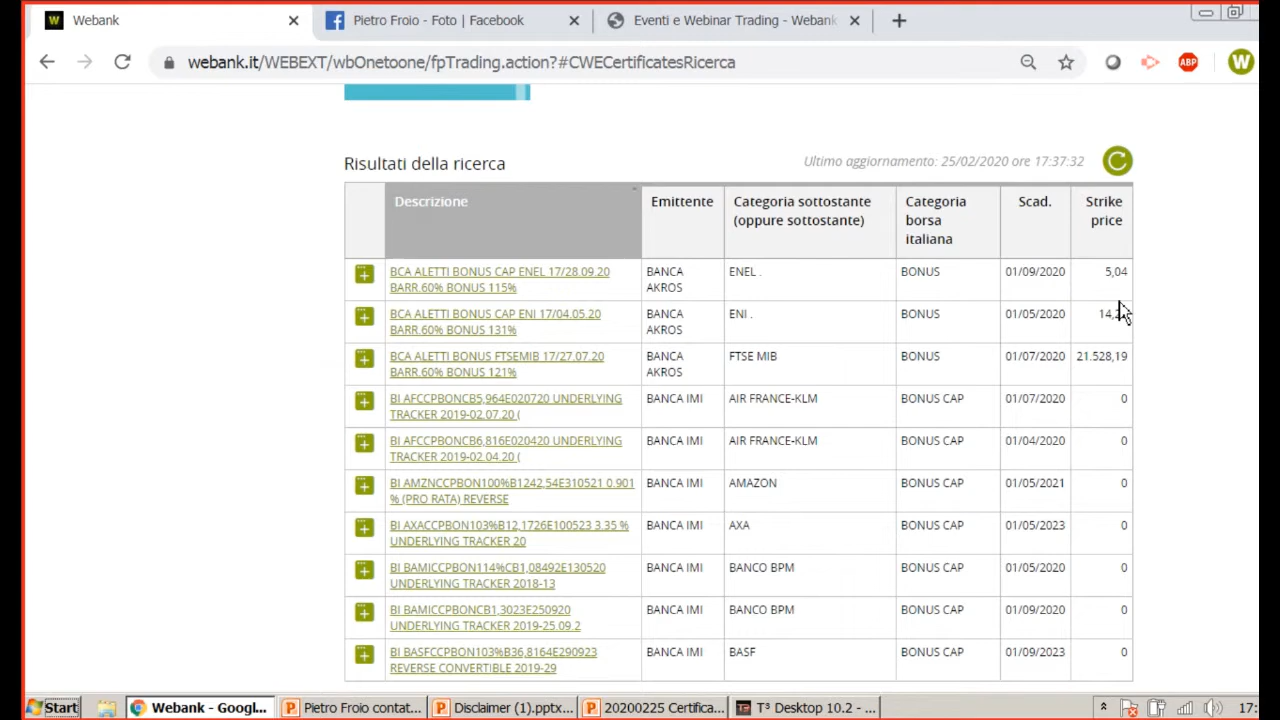 Webank
Pietro Froio - Foto | Facebook
Eventi e Webinar Trading - Webank
webank.it/WEBEXT/wbOnetoone/fpTrading.action?#CWECertificatesRicerca
ABP
W
Risultati della ricerca
Ultimo aggiornamento: 25/02/2020 ore 17:37:32
Descrizione Emittente Categoria sottostante (oppure sottostante) Categoria borsa italiana Scad. Strike price
BCA ALETTI BONUS CAP ENEL 17/28.09.20 BANCA ENEL . BONUS 01/09/2020 5,04
BARR.60% BONUS 115% AKROS
BCA ALETTI BONUS CAP ENI 17/04.05.20 BANCA ENI . BONUS 01/05/2020
BARR.60% BONUS 131% AKROS
BCA ALETTI BONUS FTSEMIB 17/27.07.20 BANCA FTSE MIB BONUS 01/07/2020 21.528,19
BARR.60% BONUS 121% AKROS
BI AFCCPBONCB5,964E020720 UNDERLYING BANCA IMI AIR FRANCE-KLM BONUS CAP 01/07/2020 0
TRACKER 2019-02.07.20 (
BI AFCCPBONCB6,816E020420 UNDERLYING BANCA IMI AIR FRANCE-KLM BONUS CAP 01/04/2020 0
TRACKER 2019-02.04.20 (
BI AMZNCCPBON100%B1242,54E310521 0.901 BANCA IMI AMAZON BONUS CAP 01/05/2021 0
% (PRO RATA) REVERSE
BI AXACCPBON103%B12,1726E100523 3.35 % BANCA IMI AXA BONUS CAP 01/05/2023 0
UNDERLYING TRACKER 20
BI BAMICCPBON114%CB1,08492E130520 BANCA IMI BANCO BPM BONUS CAP 01/05/2020 0
UNDERLYING TRACKER 2018-13
BI BAMICCPBONCB1,3023E250920 BANCA IMI BANCO BPM BONUS CAP 01/09/2020 0
UNDERLYING TRACKER 2019-25.09.2
BI BASFCCPBON103%B36,8164E290923 BANCA IMI BASF BONUS CAP 01/09/2023 0
REVERSE CONVERTIBLE 2019-29
Start Webank - Googl... Pietro Froio contat... Disclaimer (1).pptx... 20200225 Certifica... T³ Desktop 10.2 - ... 17: